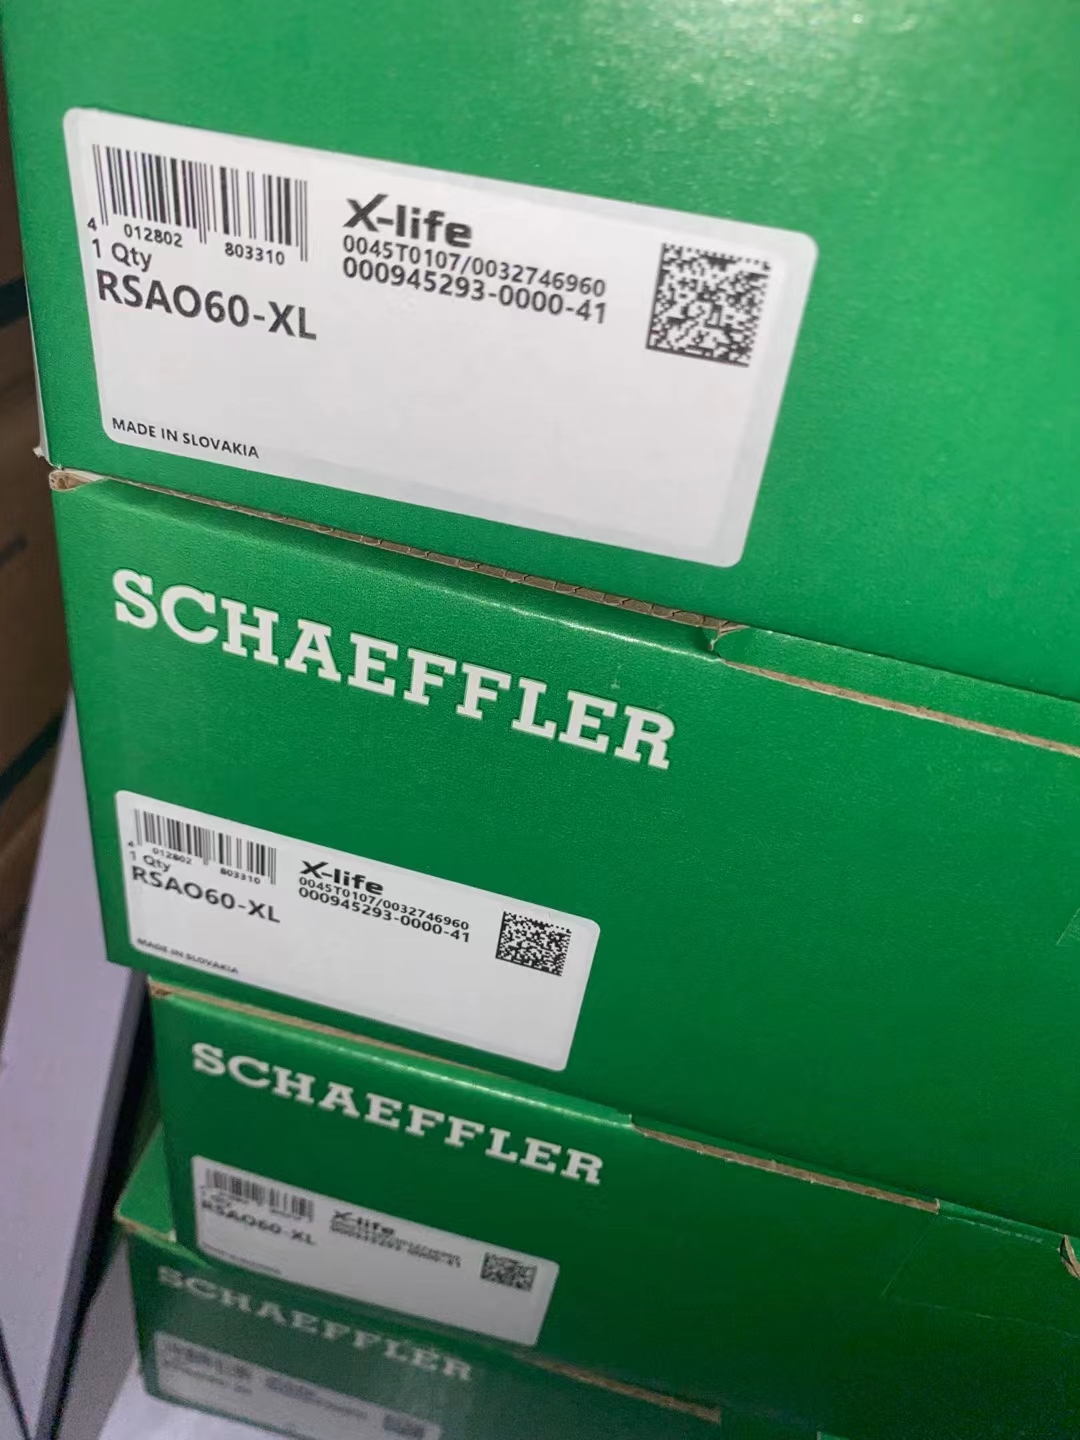 4 012802 803310
1 Qty
RSAO60-XL
X-life
0045T0107/0032746960
000945293-0000-41
MADE IN SLOVAKIA
SCHAEFFLER
4 012802 803310
1 Qty
RSAO60-XL
X-life
0045T0107/0032746960
000945293-0000-41
MADE IN SLOVAKIA
SCHAEFFLER
RSAO60-XL
X-life
SCHAEFFLER